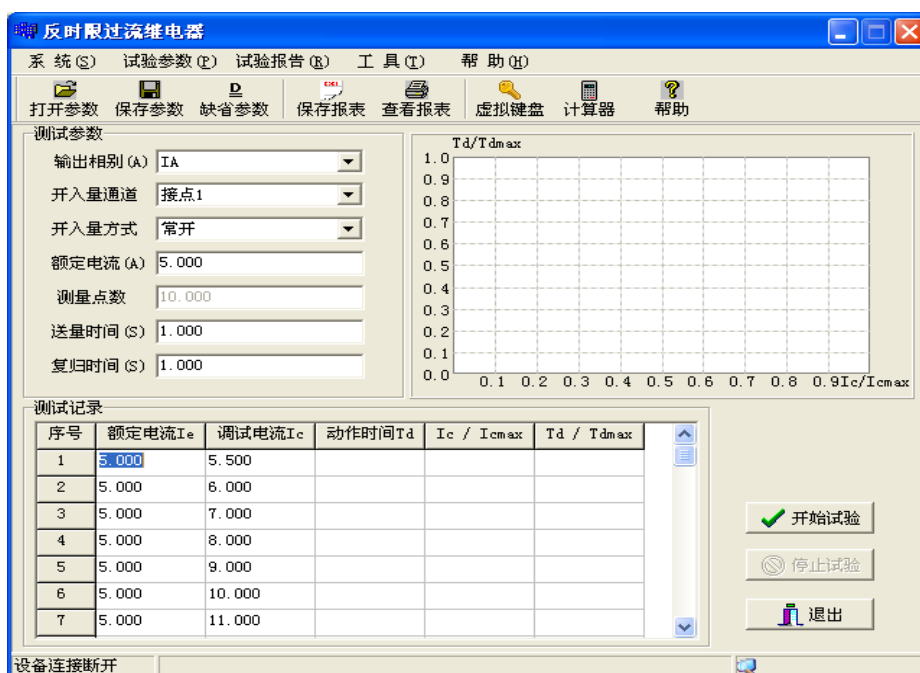 反时限过流继电器
系 统(S) 试验参数(P) 试验报告(R) 工 具(T) 帮 助(H)
打开参数 保存参数 D 缺省参数 保存报表 查看报表 虚拟键盘 计算器 帮助
测试参数
输出相别(A) IA
开入量通道 接点1
开入量方式 常开
额定电流(A) 5.000
测量点数 10.000
送量时间(S) 1.000
复归时间(S) 1.000
Td/Tdmax
1.0
0.9
0.8
0.7
0.6
0.5
0.4
0.3
0.2
0.1
0.0
0.1 0.2 0.3 0.4 0.5 0.6 0.7 0.8 0.9Ic/Icmax
测试记录
序号 额定电流Ie 调试电流Ic 动作时间Td Ic / Icmax Td / Tdmax
1 5.000 5.500
2 5.000 6.000
3 5.000 7.000
4 5.000 8.000
5 5.000 9.000
6 5.000 10.000
7 5.000 11.000
开始试验
停止试验
退出
设备连接断开